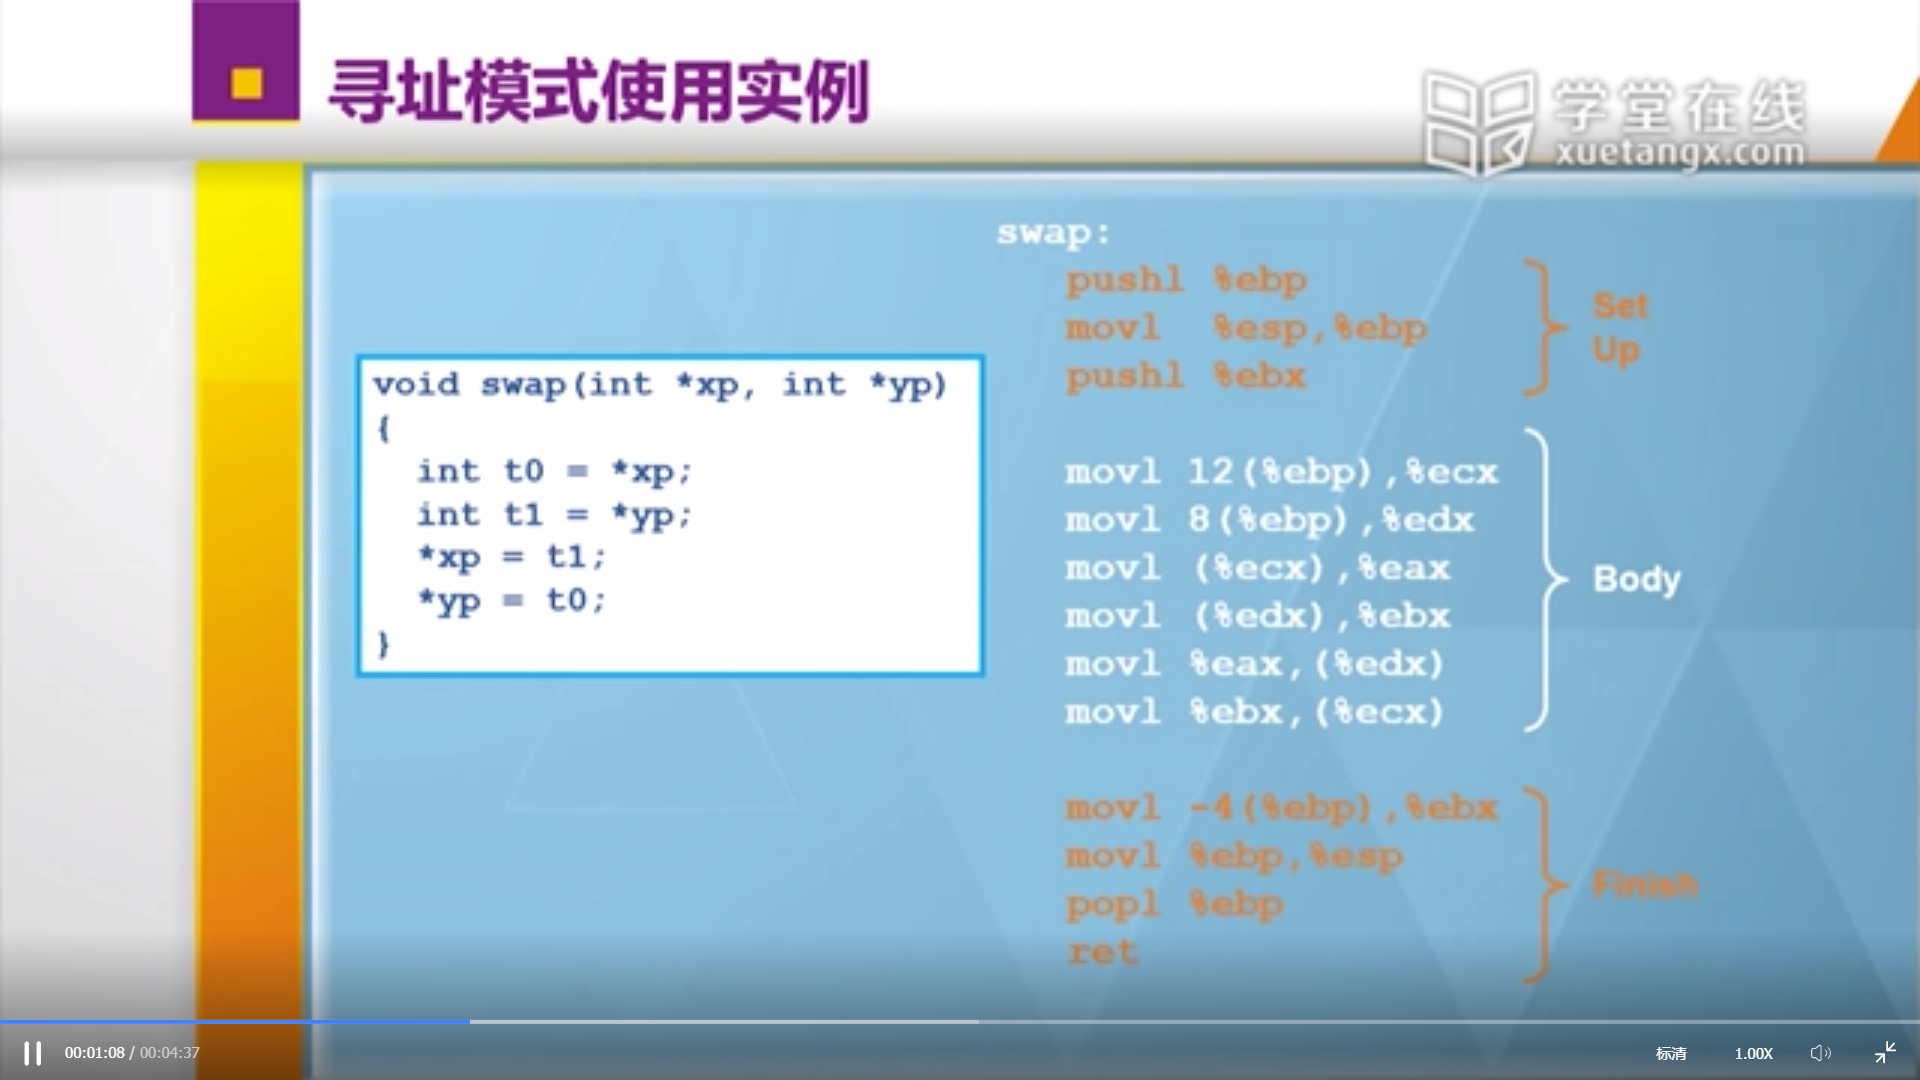 寻址模式使用实例
学堂在线
xuetangx.com
void swap(int *xp, int *yp)
{
int t0 = *xp;
int t1 = *yp;
*xp = t1;
*yp = t0;
}
swap:
pushl %ebp
movl %esp,%ebp
pushl %ebx
Set
Up
movl 12(%ebp),%ecx
movl 8(%ebp),%edx
movl (%ecx),%eax
movl (%edx),%ebx
movl %eax,(%edx)
movl %ebx,(%ecx)
Body
movl -4(%ebp),%ebx
movl %ebp,%esp
popl %ebp
ret
Finish
00:01:08 / 00:04:37
标清
1.00X